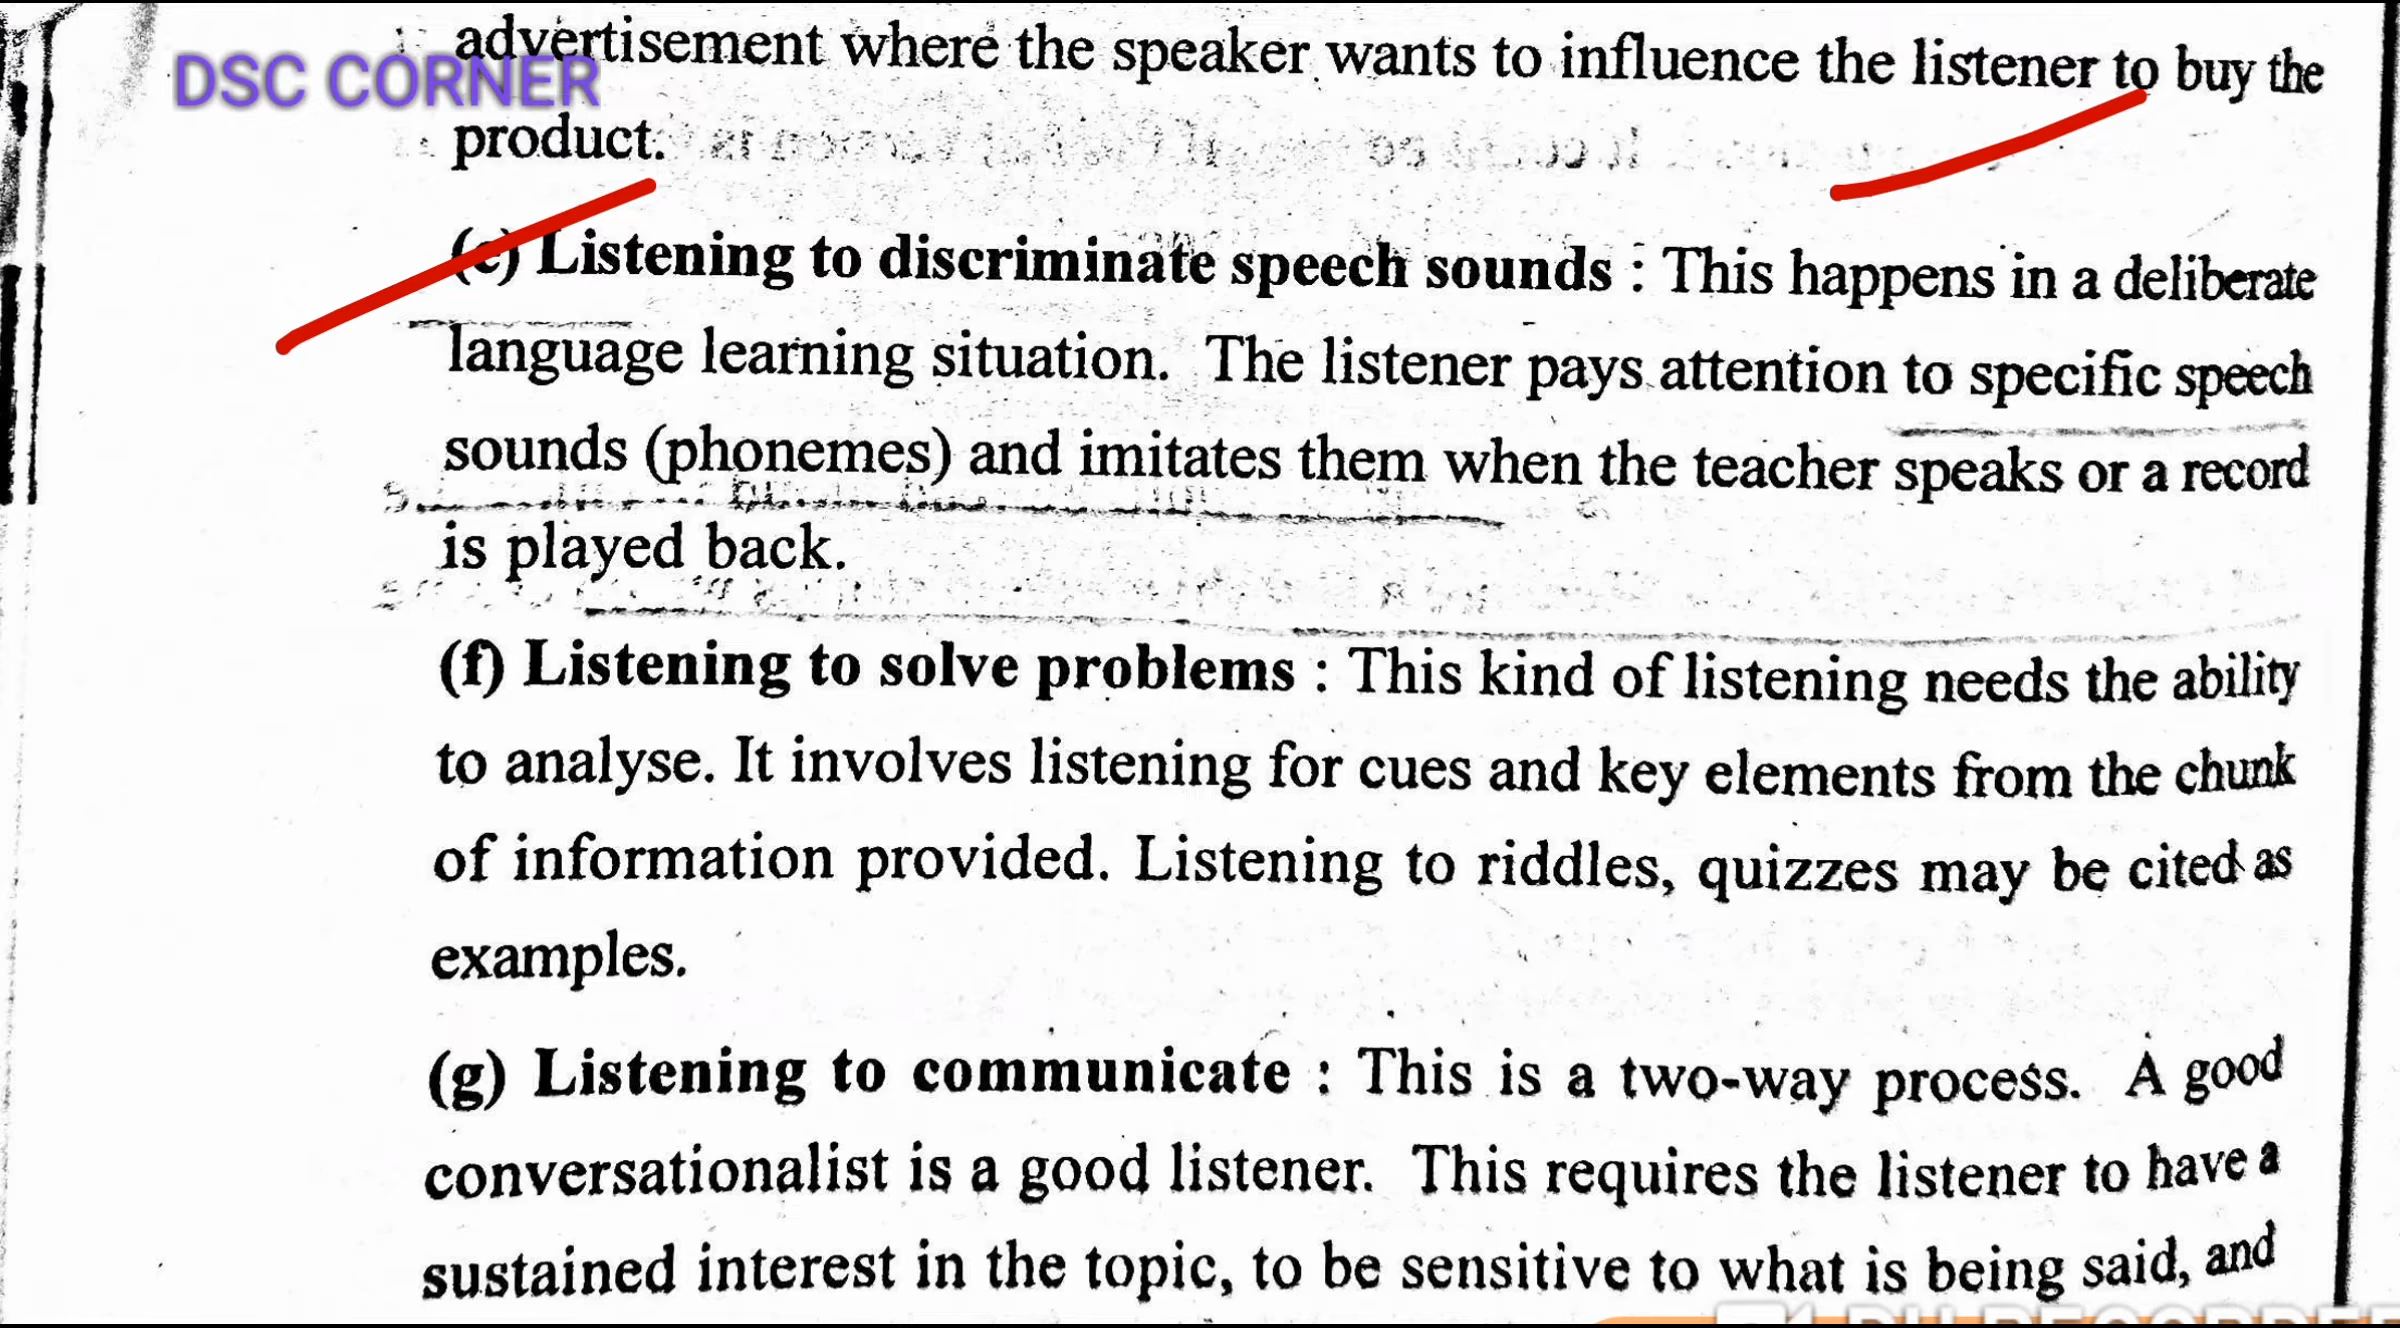 advertisement where the speaker wants to influence the listener to buy the
DSC CORNER
product.
(e) Listening to discriminate speech sounds : This happens in a deliberate
language learning situation. The listener pays attention to specific speech
sounds (phonemes) and imitates them when the teacher speaks or a record
is played back.
(f) Listening to solve problems : This kind of listening needs the ability
to analyse. It involves listening for cues and key elements from the chunk
of information provided. Listening to riddles, quizzes may be cited as
examples.
(g) Listening to communicate : This is a two-way process. A good
conversationalist is a good listener. This requires the listener to have a
sustained interest in the topic, to be sensitive to what is being said, and